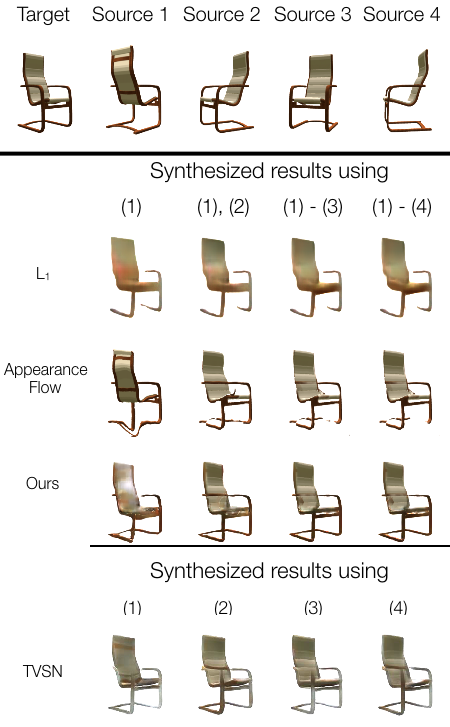 Target Source 1 Source 2 Source 3 Source 4
Synthesized results using
(1) (1), (2) (1) - (3) (1) - (4)
L₁
Appearance
Flow
Ours
Synthesized results using
(1) (2) (3) (4)
TVSN